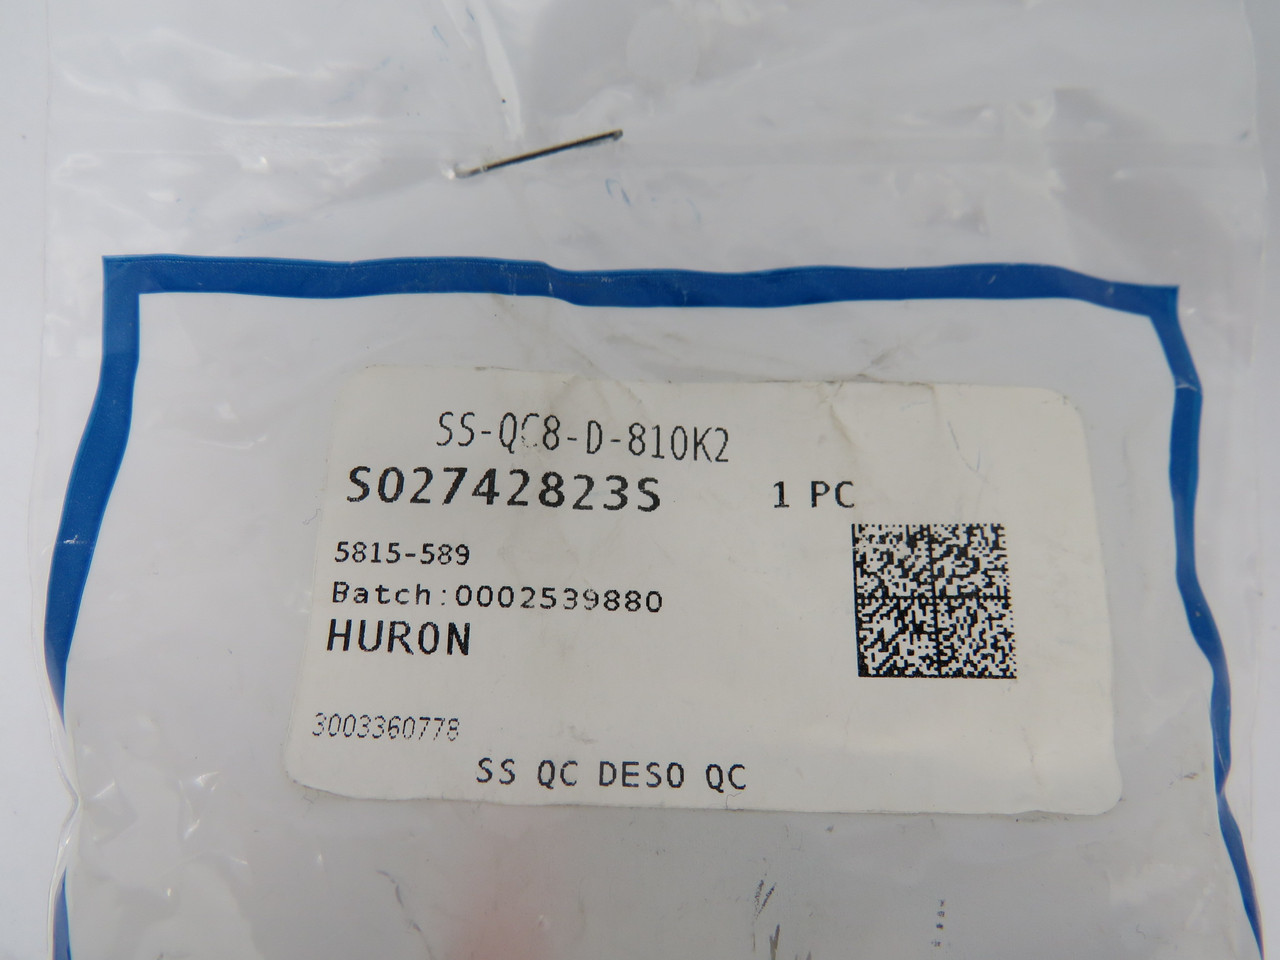 SS-QC8-D-810K2
S02742823S 1 PC
5815-589
Batch:0002539880
HURON
3003360778
SS QC DESO QC